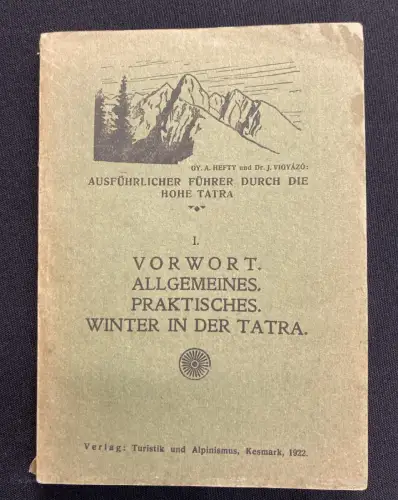 GY. A. HEFTY und Dr. J. VIGYÁZÓ:
AUSFÜHRLICHER FÜHRER DURCH DIE
HOHE TATRA
I.
VORWORT.
ALLGEMEINES.
PRAKTISCHES.
WINTER IN DER TATRA.
Verlag: Turistik und Alpinismus, Kesmark, 1922.